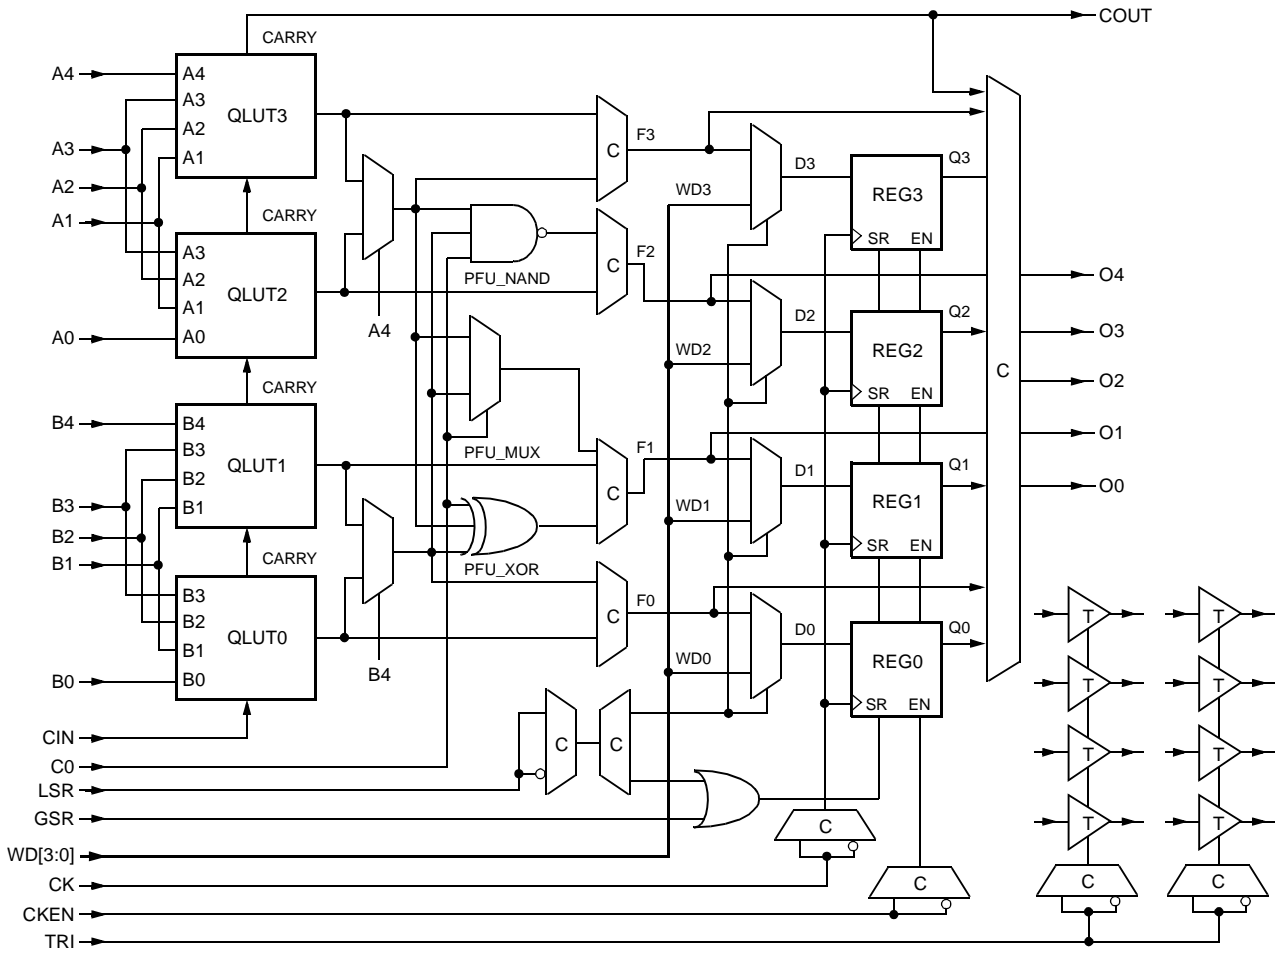 COUT
CARRY
A4
A4
A3
A2
A1
QLUT3
A3
A2
A1
C
F3
WD3
D3
Q3
REG3
SR EN
CARRY
A3
A2
A1
A0
QLUT2
A0
A4
PFU_NAND
C
F2
WD2
D2
Q2
REG2
SR EN
C
O4
O3
O2
O1
O0
CARRY
B4
B4
B3
B2
B1
QLUT1
B3
B2
B1
PFU_MUX
C
F1
WD1
D1
Q1
REG1
SR EN
CARRY
B3
B2
B1
B0
QLUT0
B0
B4
PFU_XOR
C
F0
WD0
D0
Q0
REG0
SR EN
T T
T T
T T
T T
C C
CIN
C0
LSR
GSR
WD[3:0]
CK
CKEN
TRI
C C
C
C